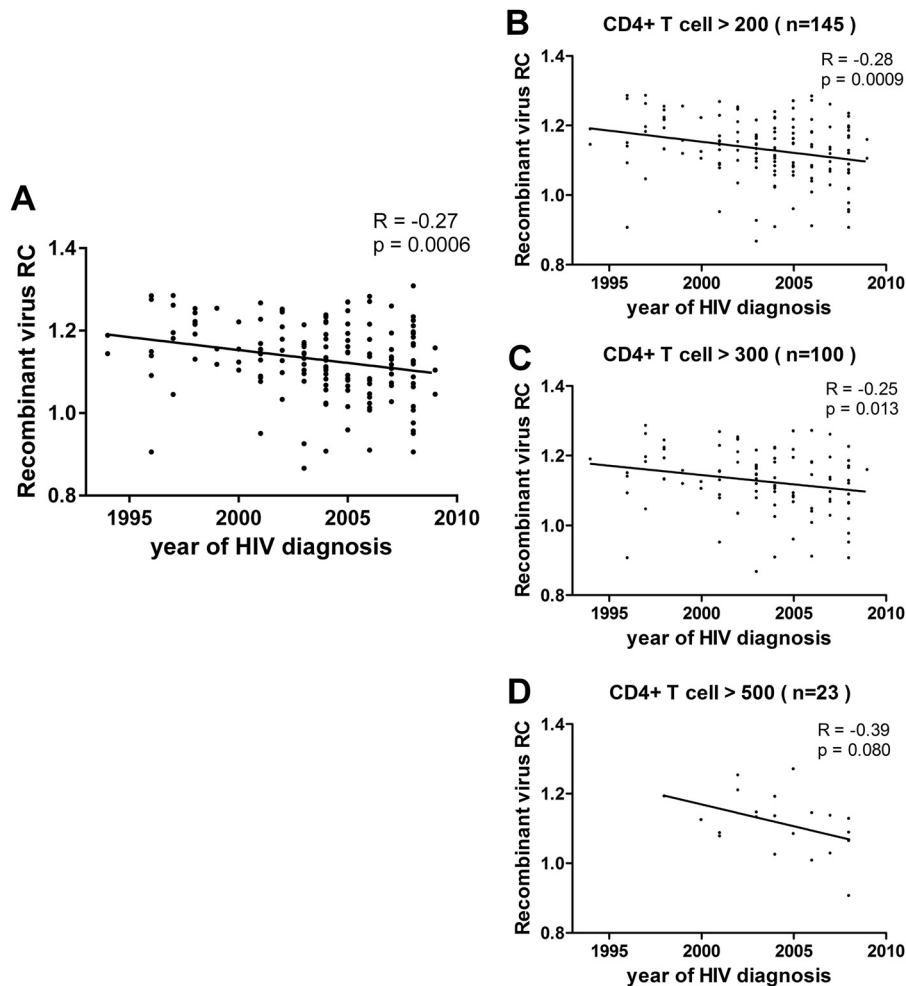 A
R = -0.27
p = 0.0006
Recombinant virus RC
1.4
1.2
1.0
0.8
1995 2000 2005 2010
year of HIV diagnosis
B
CD4+ T cell > 200 ( n=145 )
R = -0.28
p = 0.0009
Recombinant virus RC
1.4
1.2
1.0
0.8
1995 2000 2005 2010
year of HIV diagnosis
C
CD4+ T cell > 300 ( n=100 )
R = -0.25
p = 0.013
Recombinant virus RC
1.4
1.2
1.0
0.8
1995 2000 2005 2010
year of HIV diagnosis
D
CD4+ T cell > 500 ( n=23 )
R = -0.39
p = 0.080
Recombinant virus RC
1.4
1.2
1.0
0.8
1995 2000 2005 2010
year of HIV diagnosis